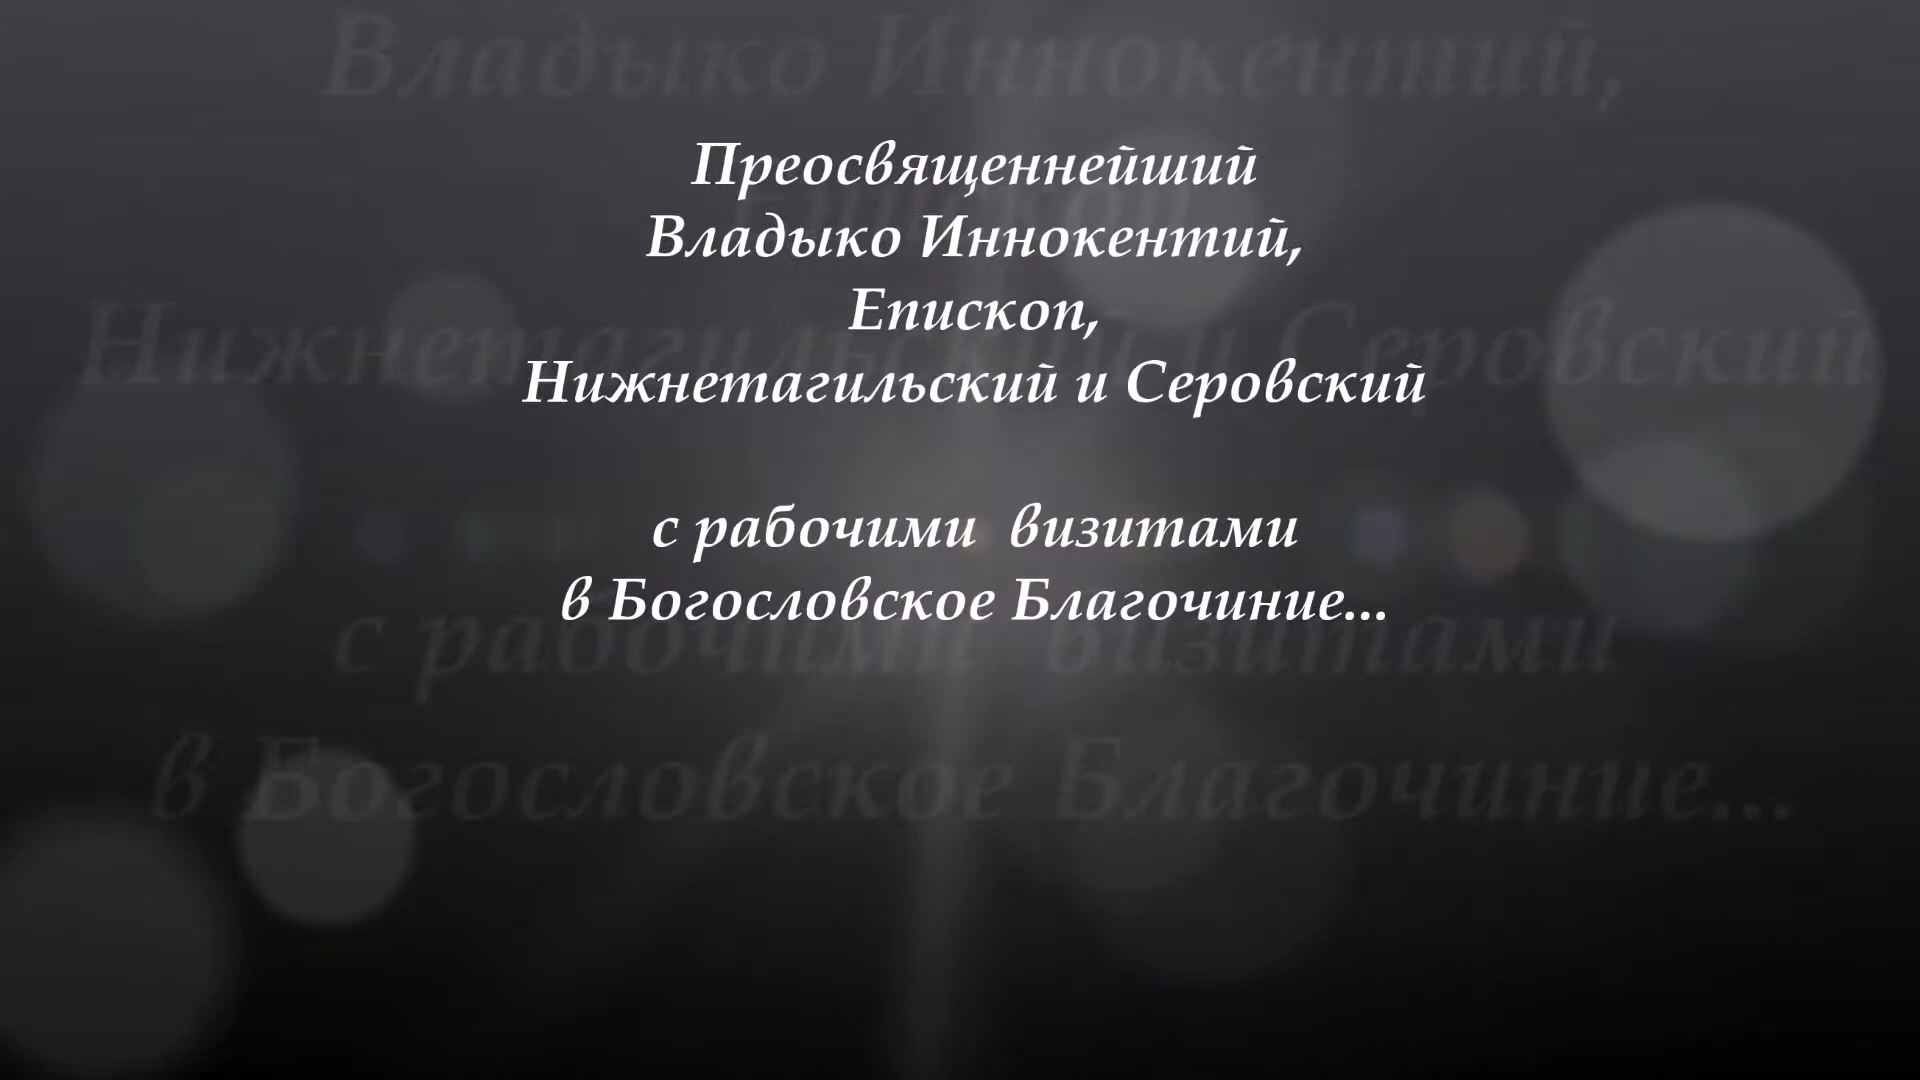 Преосвященнейший
Владыко Иннокентий,
Епископ,
Нижнетагильский и Серовский
с рабочими визитами
в Богословское Благочиние...